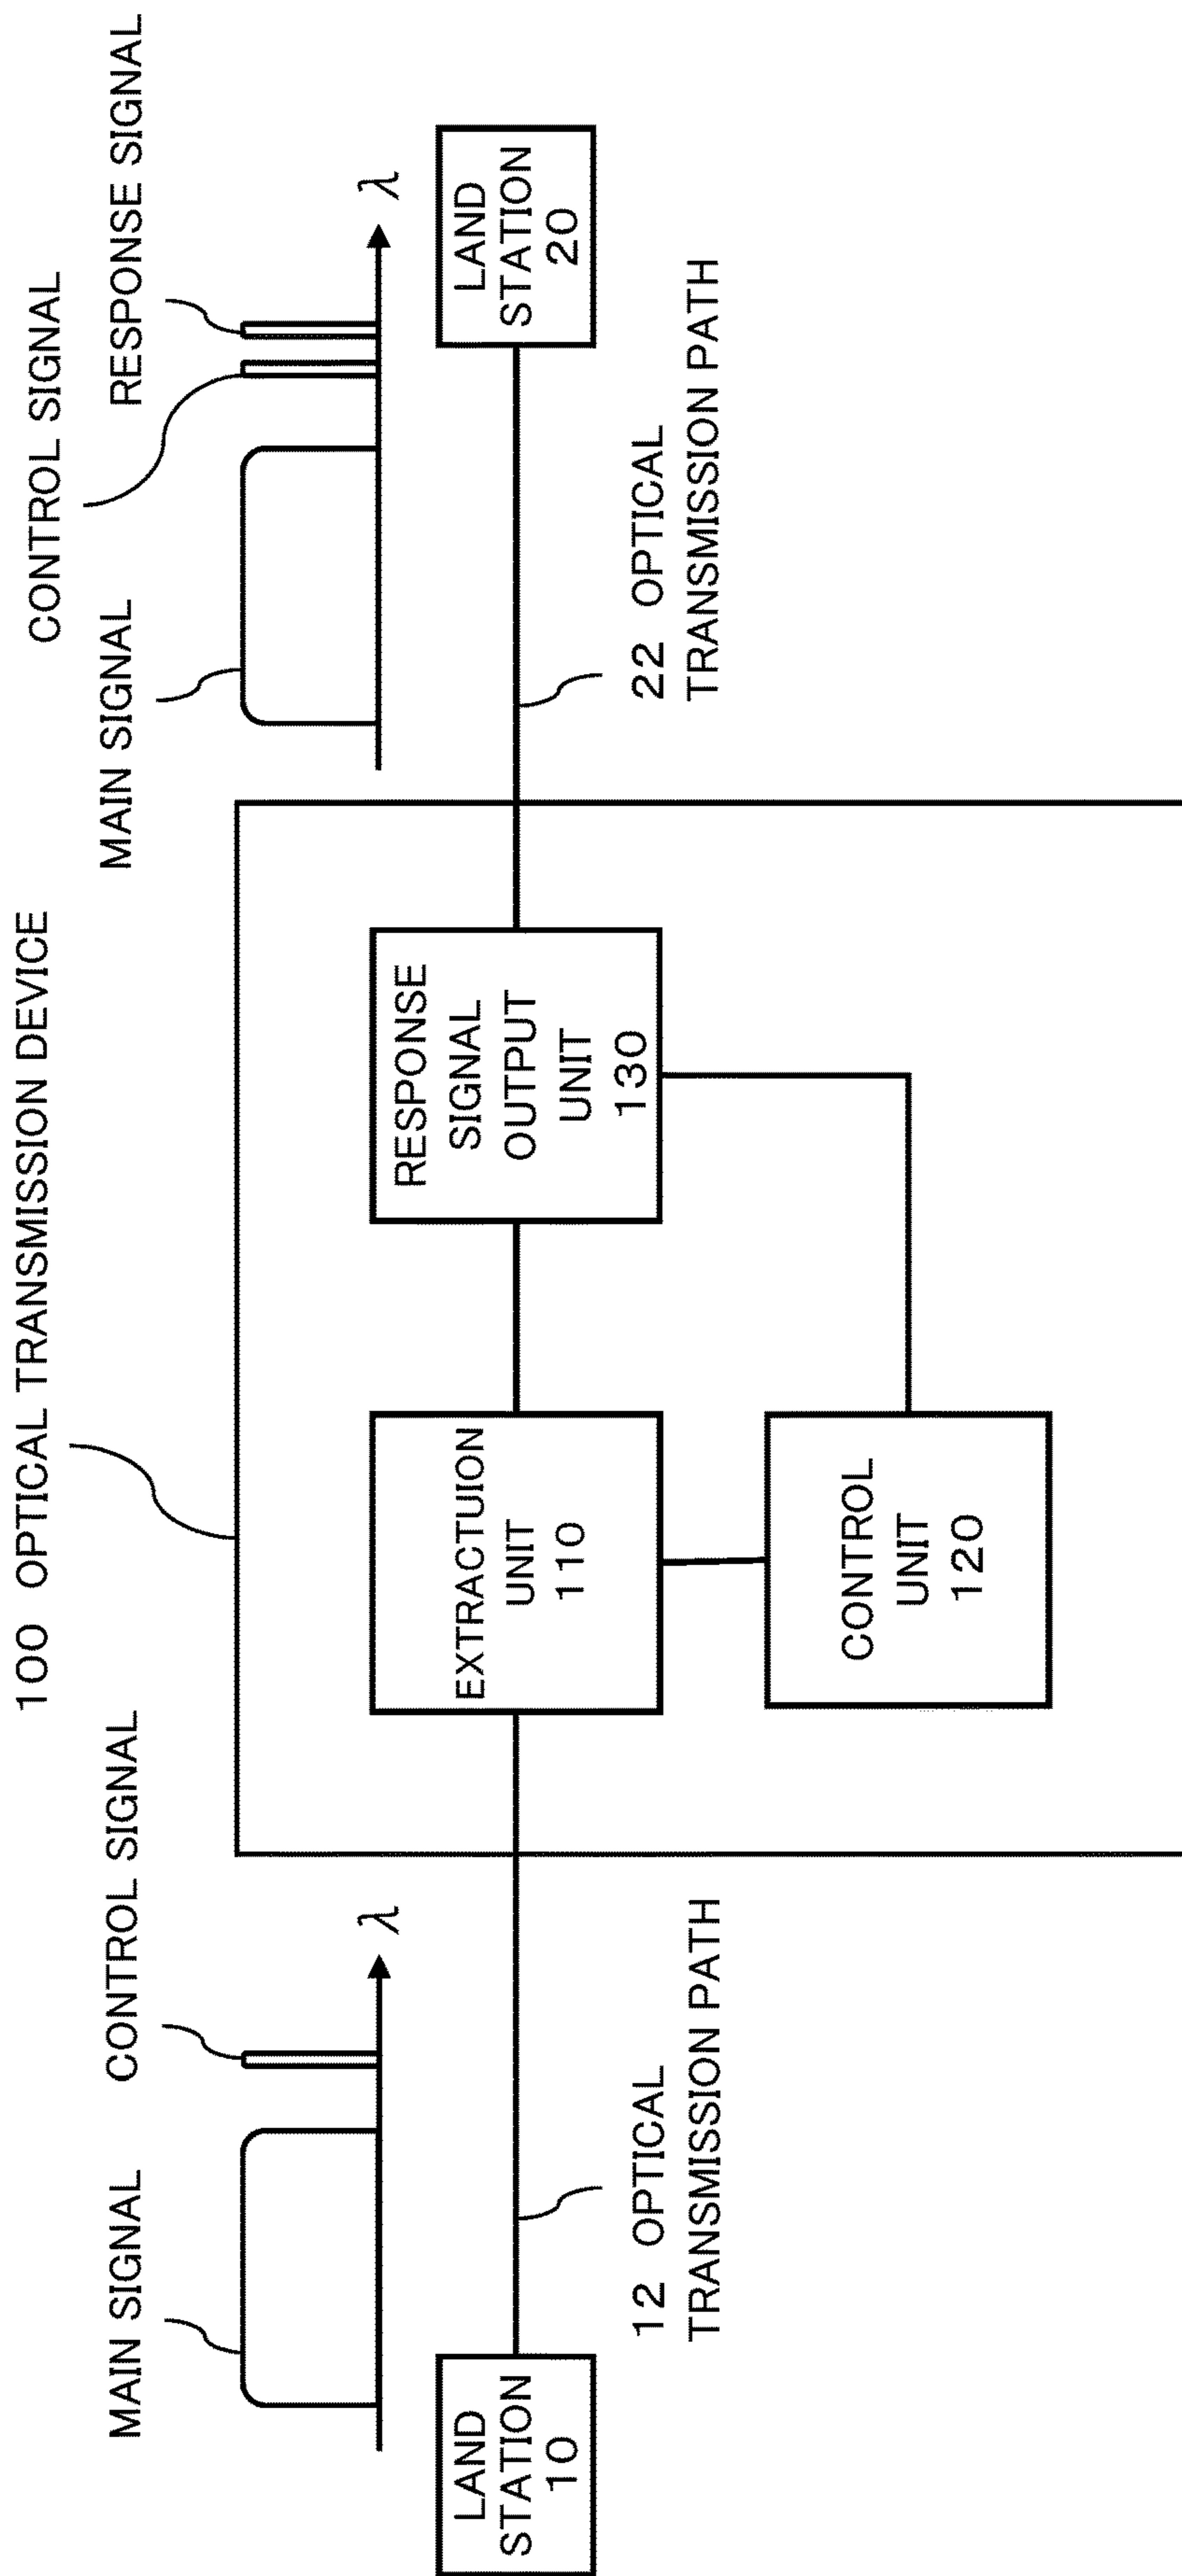 100 OPTICAL TRANSMISSION DEVICE
MAIN SIGNAL
CONTROL SIGNAL
λ
LAND
STATION
10
12 OPTICAL
TRANSMISSION PATH
EXTRACTUION
UNIT
110
CONTROL
UNIT
120
RESPONSE
SIGNAL
OUTPUT
UNIT
130
MAIN SIGNAL
CONTROL SIGNAL
RESPONSE SIGNAL
λ
LAND
STATION
20
22 OPTICAL
TRANSMISSION PATH